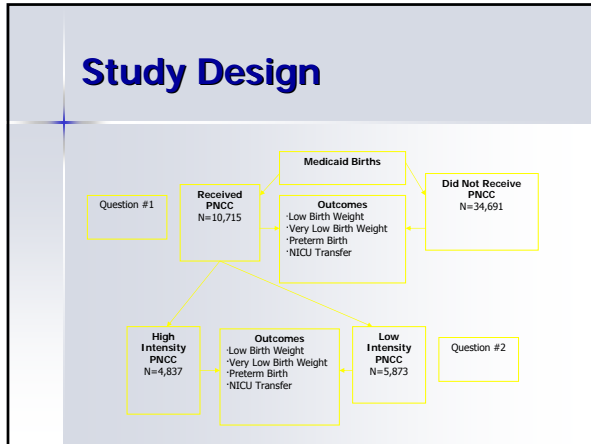 Study Design
Medicaid Births
Question #1
Received
PNCC
N=10,715
Outcomes
·Low Birth Weight
·Very Low Birth Weight
·Preterm Birth
·NICU Transfer
Did Not Receive
PNCC
N=34,691
High
Intensity
PNCC
N=4,837
Outcomes
·Low Birth Weight
·Very Low Birth Weight
·Preterm Birth
·NICU Transfer
Low
Intensity
PNCC
N=5,873
Question #2